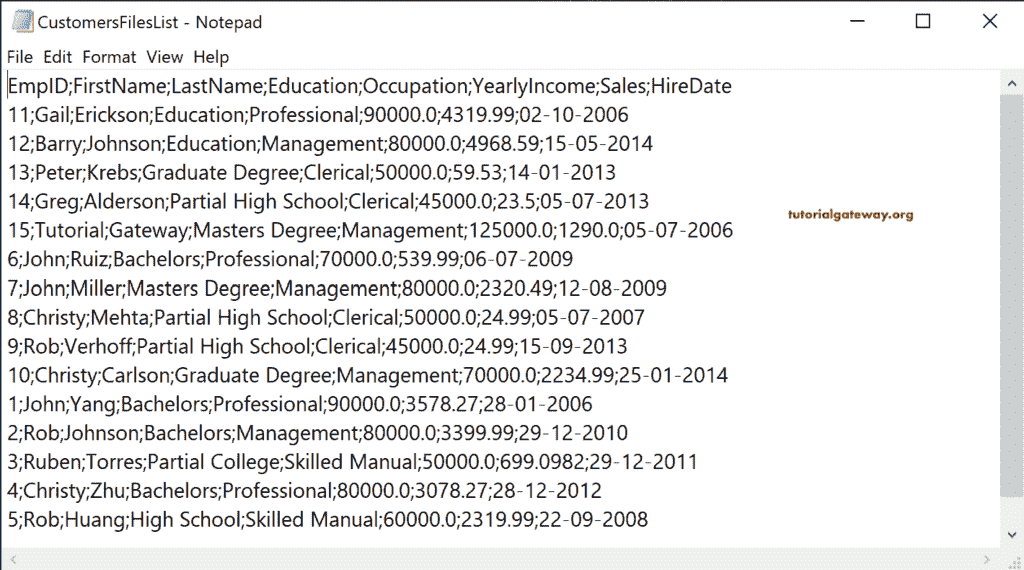 CustomersFilesList - Notepad
File Edit Format View Help
EmpID;FirstName;LastName;Education;Occupation;YearlyIncome;Sales;HireDate
11;Gail;Erickson;Education;Professional;90000.0;4319.99;02-10-2006
12;Barry;Johnson;Education;Management;80000.0;4968.59;15-05-2014
13;Peter;Krebs;Graduate Degree;Clerical;50000.0;59.53;14-01-2013
14;Greg;Alderson;Partial High School;Clerical;45000.0;23.5;05-07-2013
tutorialgateway.org
15;Tutorial;Gateway;Masters Degree;Management;125000.0;1290.0;05-07-2006
6;John;Ruiz;Bachelors;Professional;70000.0;539.99;06-07-2009
7;John;Miller;Masters Degree;Management;80000.0;2320.49;12-08-2009
8;Christy;Mehta;Partial High School;Clerical;50000.0;24.99;05-07-2007
9;Rob;Verhoff;Partial High School;Clerical;45000.0;24.99;15-09-2013
10;Christy;Carlson;Graduate Degree;Management;70000.0;2234.99;25-01-2014
1;John;Yang;Bachelors;Professional;90000.0;3578.27;28-01-2006
2;Rob;Johnson;Bachelors;Management;80000.0;3399.99;29-12-2010
3;Ruben;Torres;Partial College;Skilled Manual;50000.0;699.0982;29-12-2011
4;Christy;Zhu;Bachelors;Professional;80000.0;3078.27;28-12-2012
5;Rob;Huang;High School;Skilled Manual;60000.0;2319.99;22-09-2008